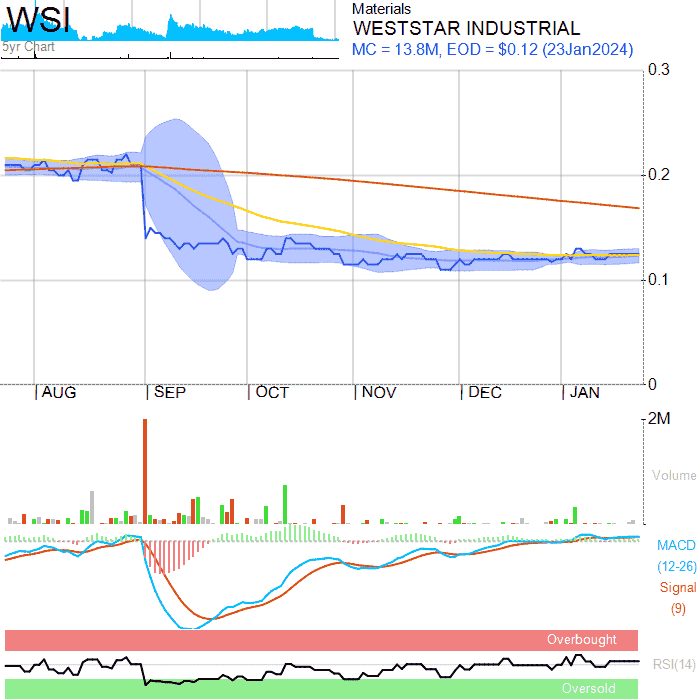 WSI
5yr Chart
Materials
WESTSTAR INDUSTRIAL
MC = 13.8M, EOD = $0.12 (23Jan2024)
0.3
0.2
0.1
0
AUG SEP OCT NOV DEC JAN
2M
Volume
MACD
(12-26)
Signal
(9)
Overbought
RSI(14)
Oversold